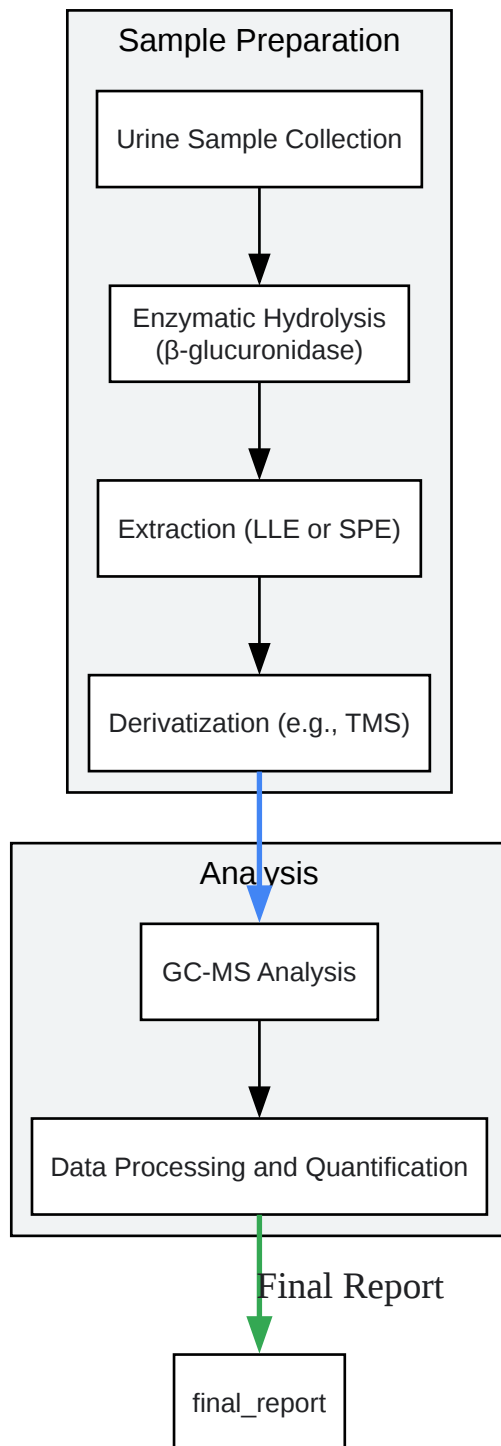 Sample Preparation
Urine Sample Collection
Enzymatic Hydrolysis
(β-glucuronidase)
Extraction (LLE or SPE)
Derivatization (e.g., TMS)
Analysis
GC-MS Analysis
Data Processing and Quantification
Final Report
final_report